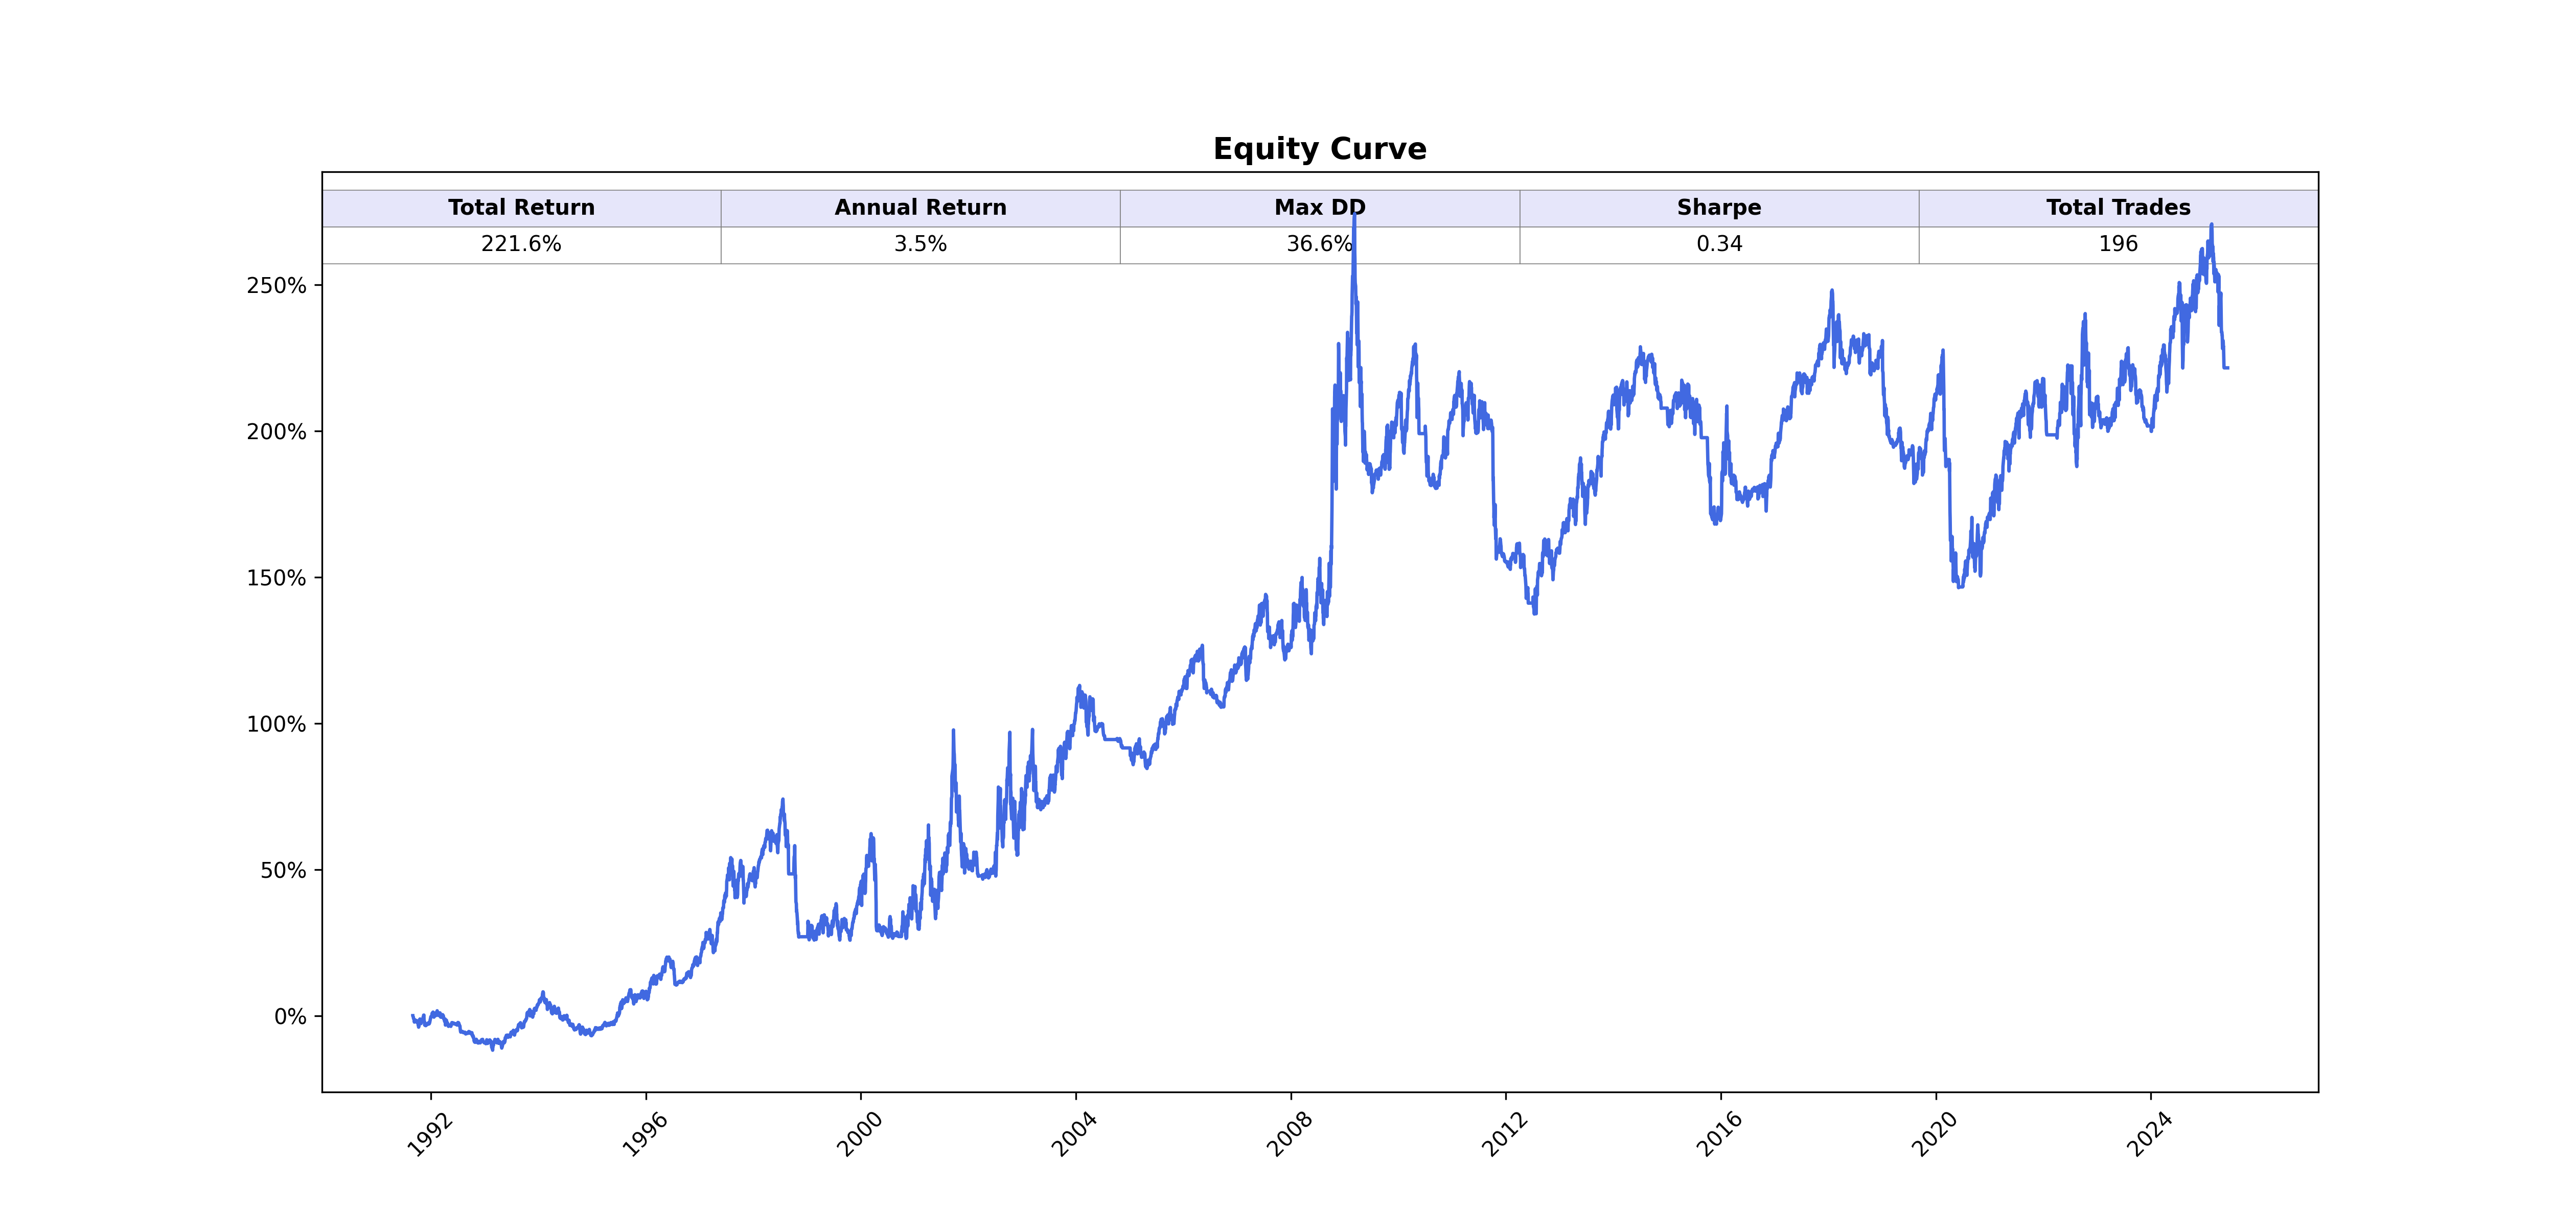 Equity Curve
Total Return Annual Return Max DD Sharpe Total Trades
221.6% 3.5% 36.6% 0.34 196
250%
200%
150%
100%
50%
0%
1992 1996 2000 2004 2008 2012 2016 2020 2024